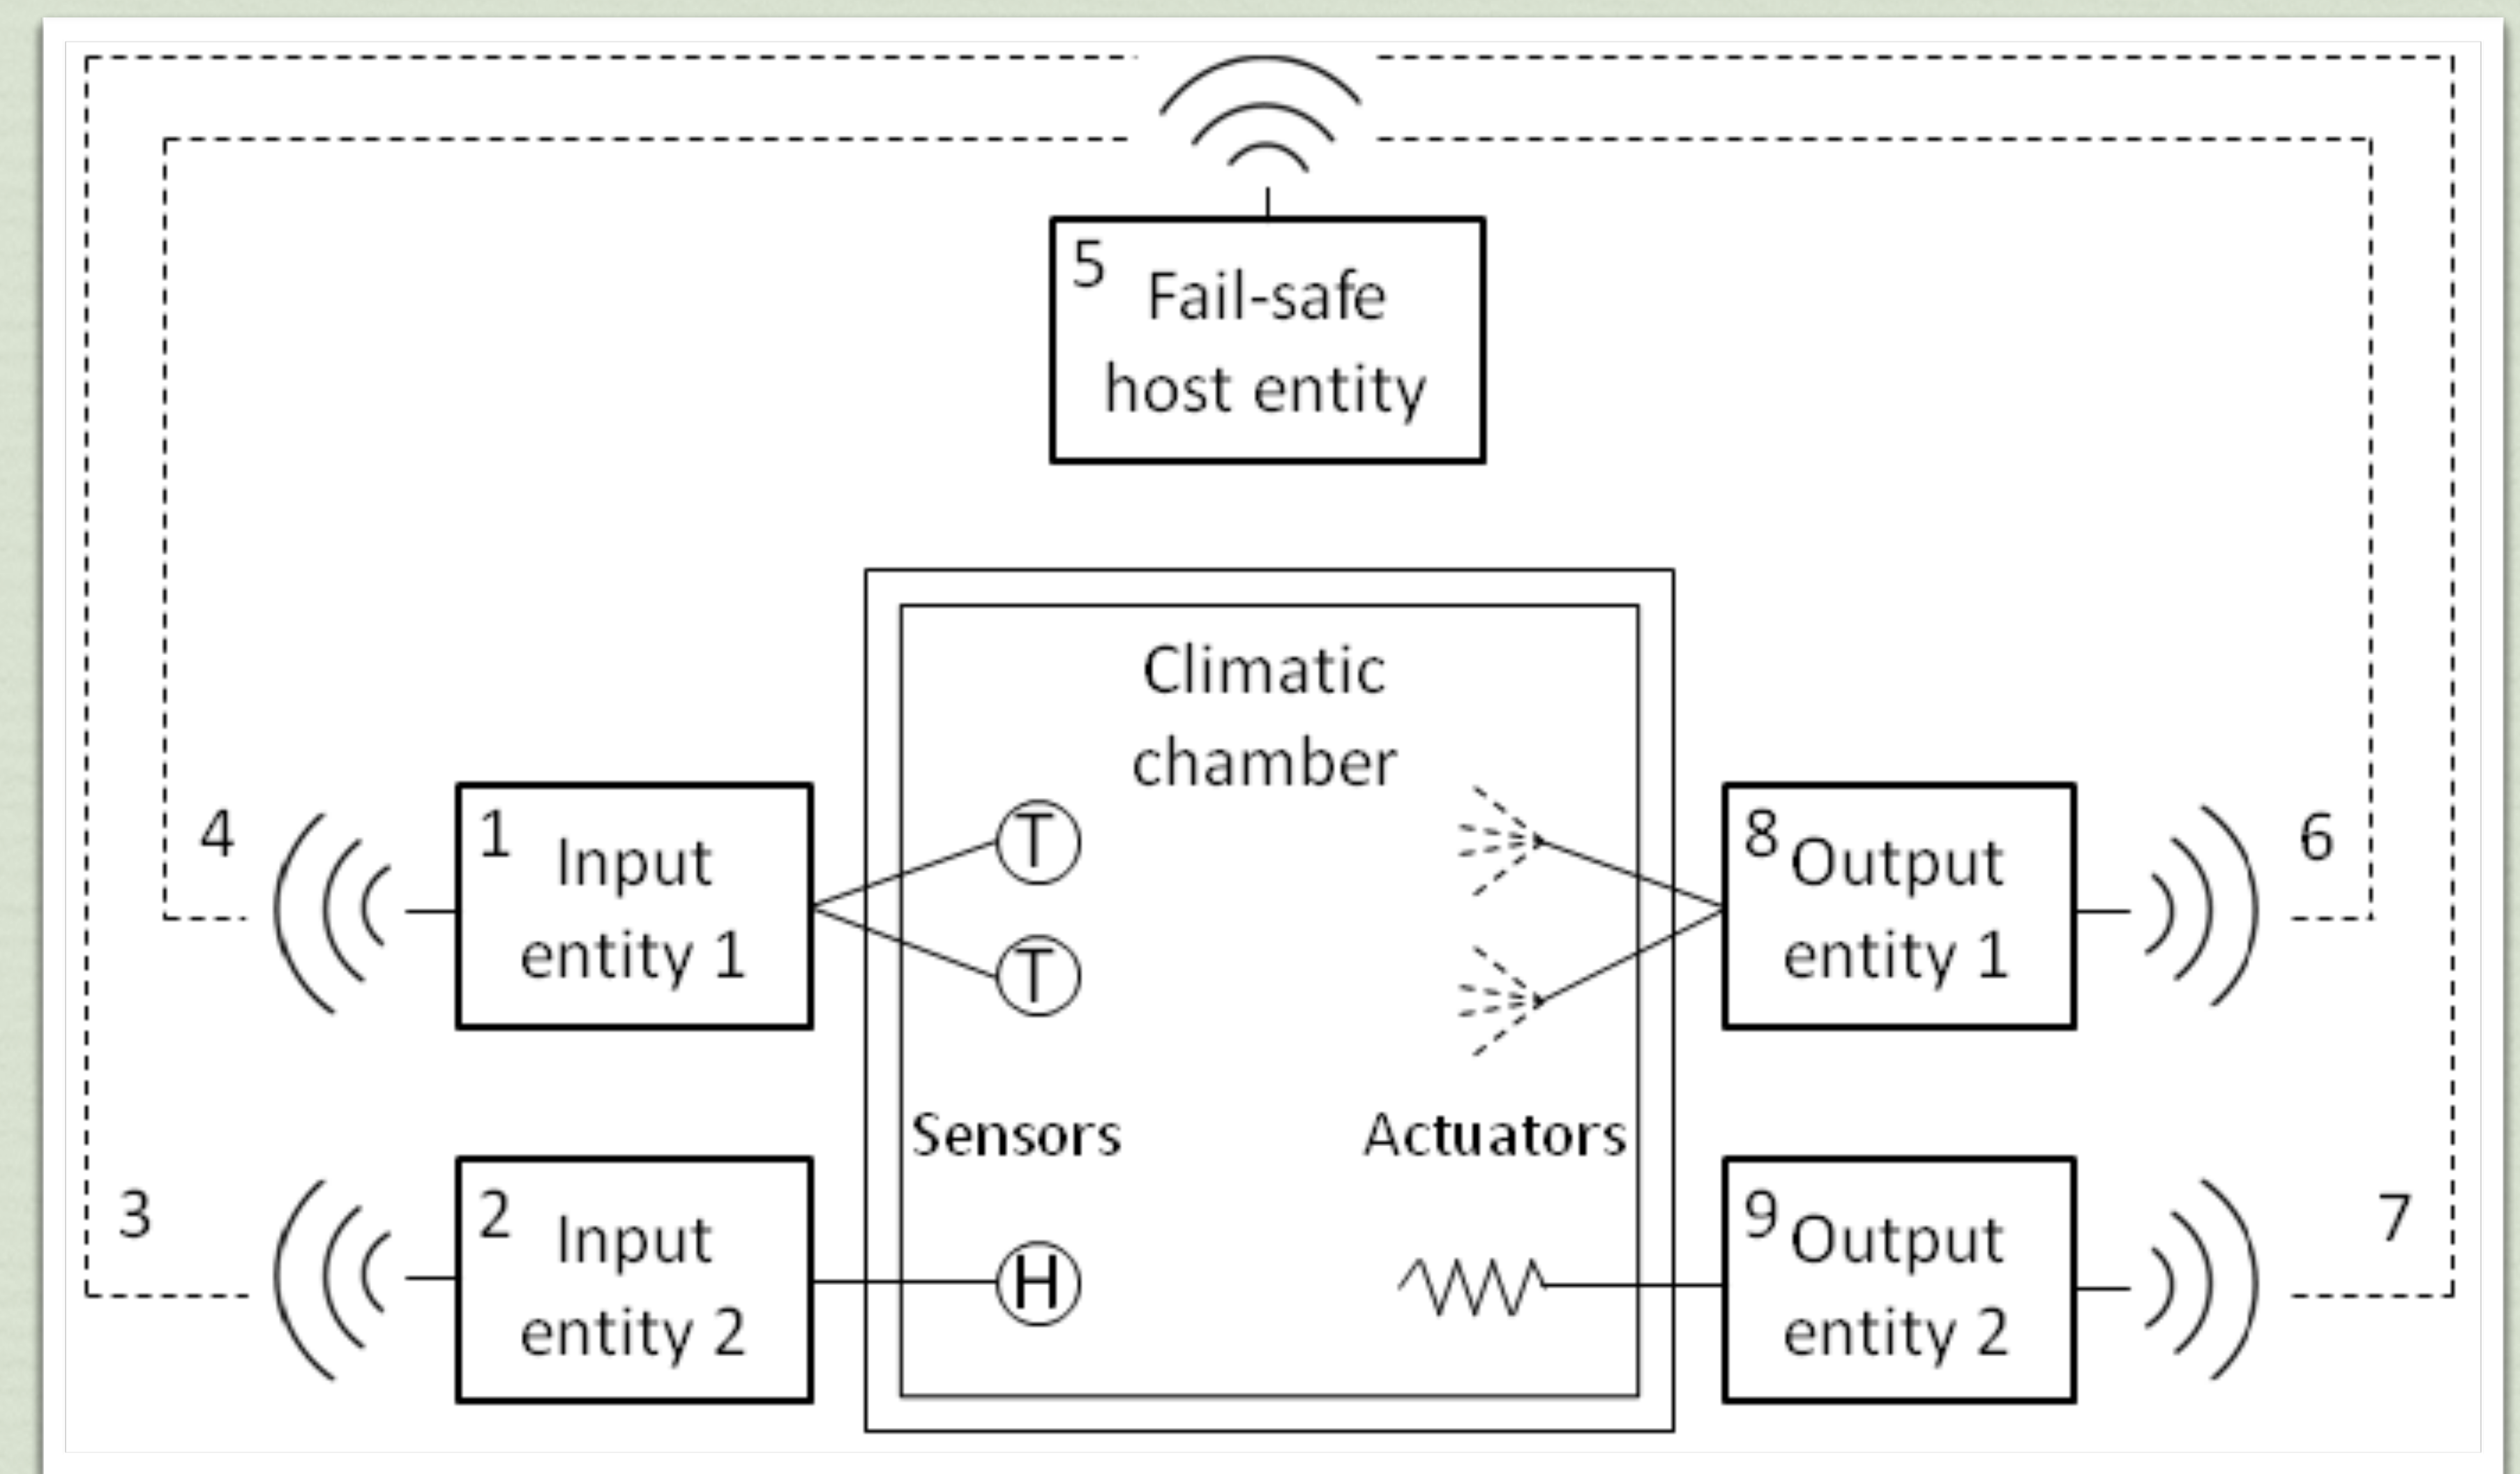 5
Fail-safe
host entity
Climatic
chamber
4
1
Input
entity 1
T
T
8
Output
entity 1
6
Sensors
Actuators
3
2
Input
entity 2
H
9
Output
entity 2
7